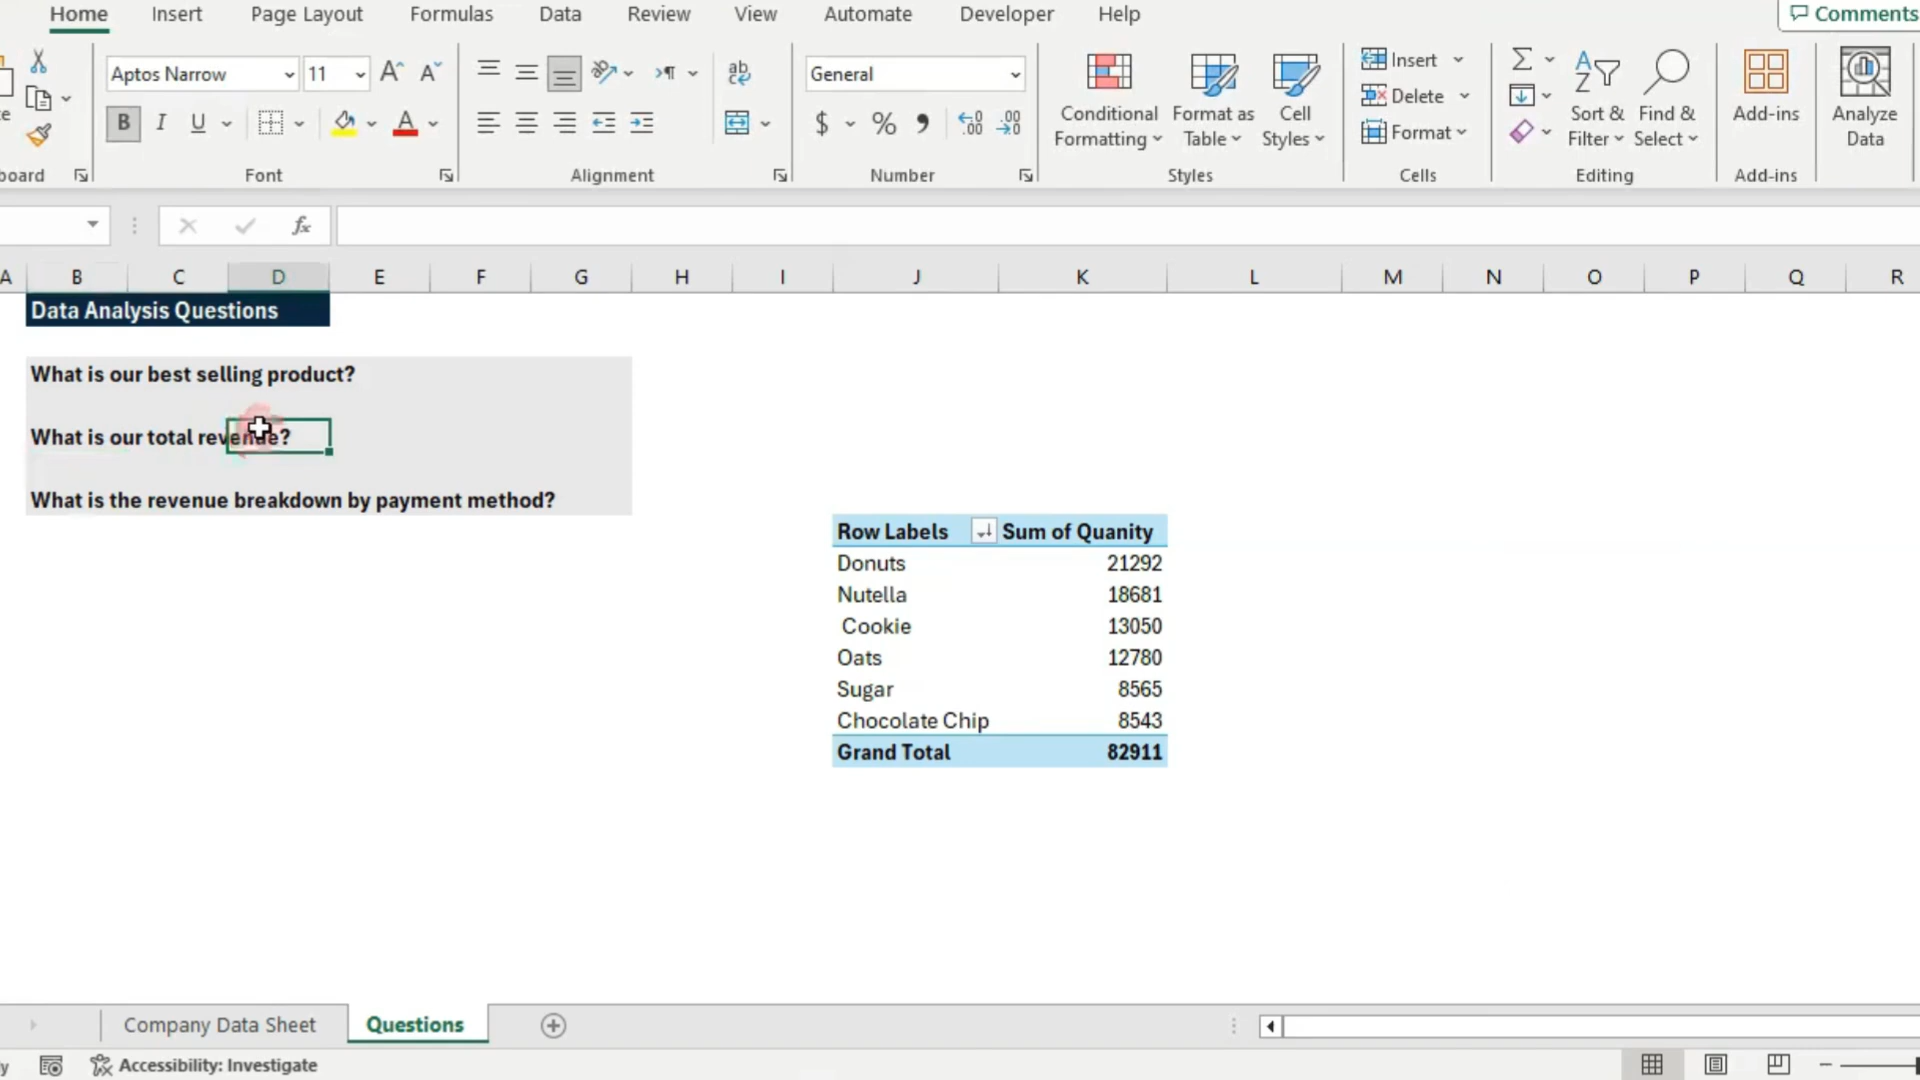 Home Insert Page Layout Formulas Data Review View Automate Developer Help Comments
Aptos Narrow 11 General
B I U
Conditional Formatting
Format as Table
Cell Styles
Insert
Delete
Format
Sort & Filter
Find & Select
Add-ins
Analyze Data
board Font Alignment Number Styles Cells Editing Add-ins
fx
A B C D E F G H I J K L M N O P Q R
Data Analysis Questions
What is our best selling product?
What is our total revenue?
What is the revenue breakdown by payment method?
Row Labels Sum of Quanity
Donuts 21292
Nutella 18681
Cookie 13050
Oats 12780
Sugar 8565
Chocolate Chip 8543
Grand Total 82911
Company Data Sheet Questions
Accessibility: Investigate